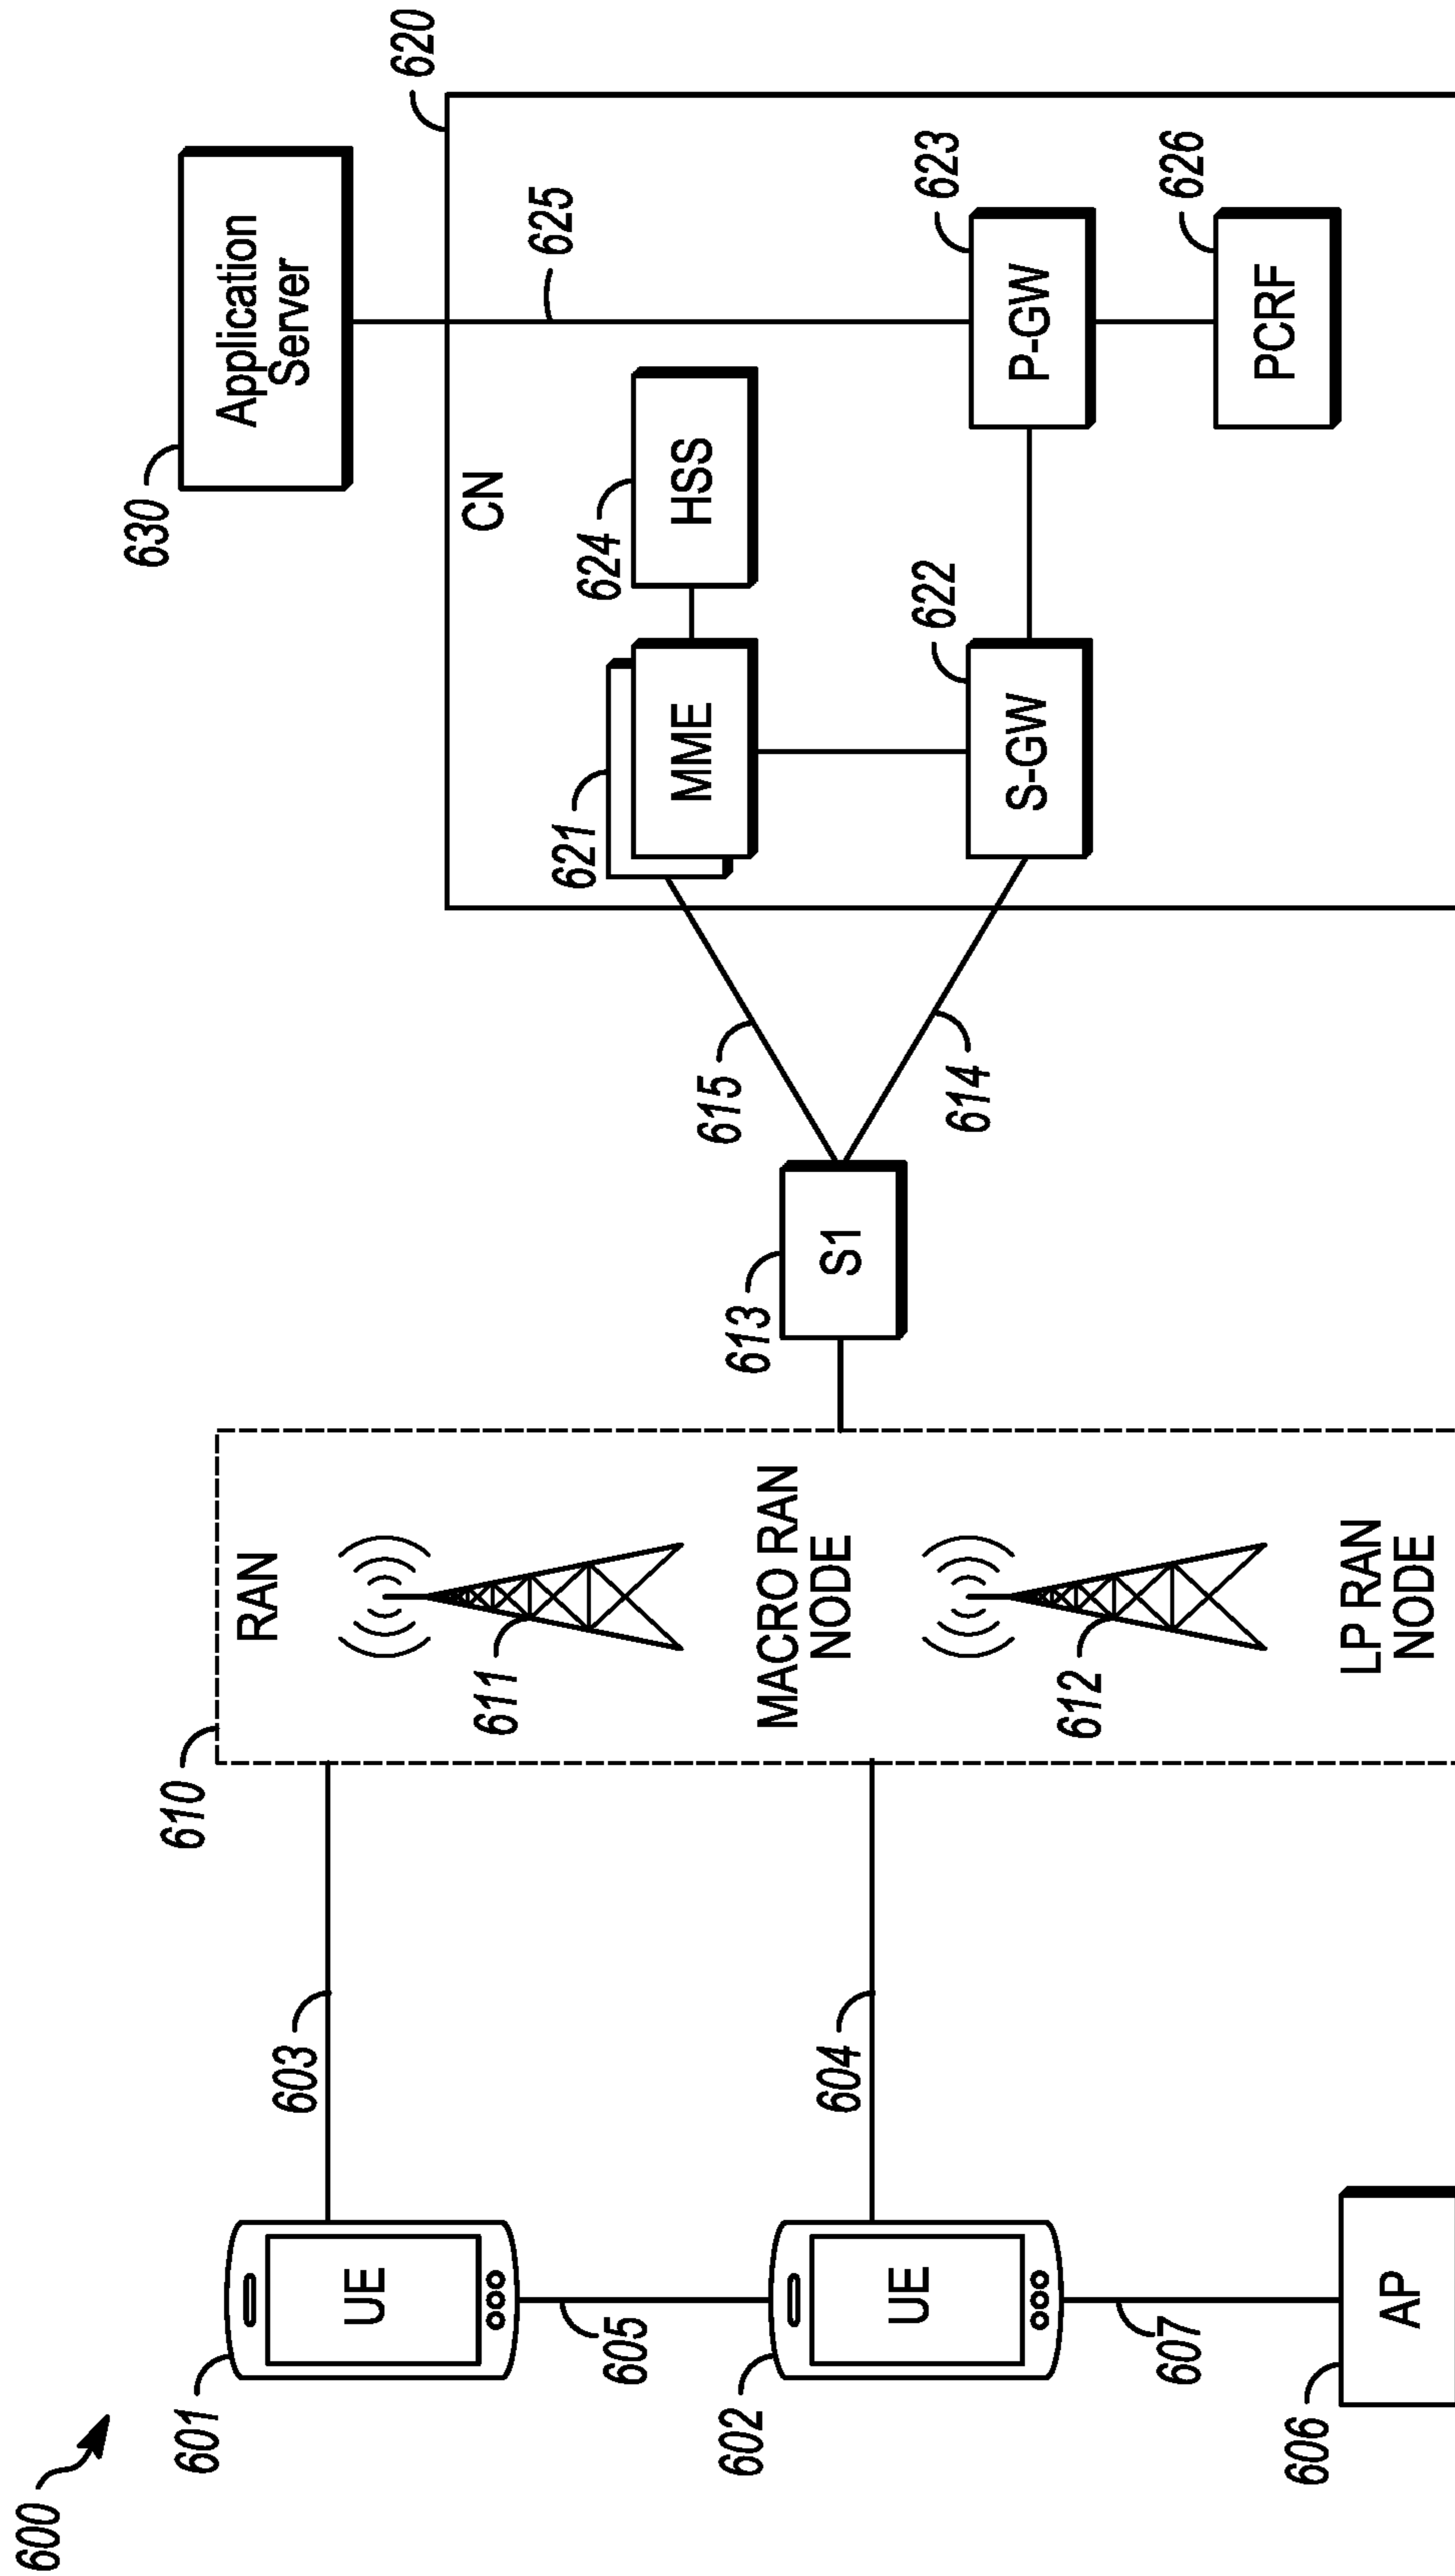 600
601
UE
605
602
UE
607
606
AP
603
604
610
RAN
611
MACRO RAN
NODE
612
LP RAN
NODE
613
S1
615
614
620
CN
621
MME
624
HSS
622
S-GW
623
P-GW
625
626
PCRF
630
Application
Server